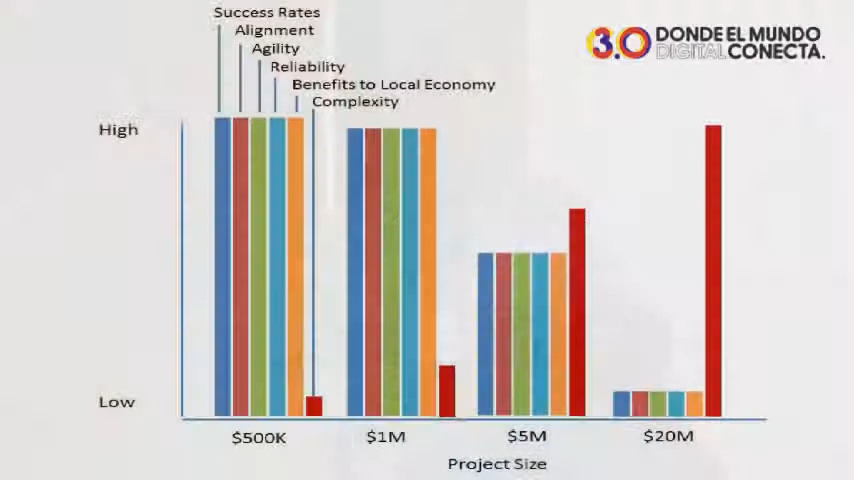 Success Rates
Alignment
Agility
Reliability
Benefits to Local Economy
Complexity
3.0 DONDE EL MUNDO
DIGITAL CONECTA.
High
Low
$500K $1M $5M $20M
Project Size